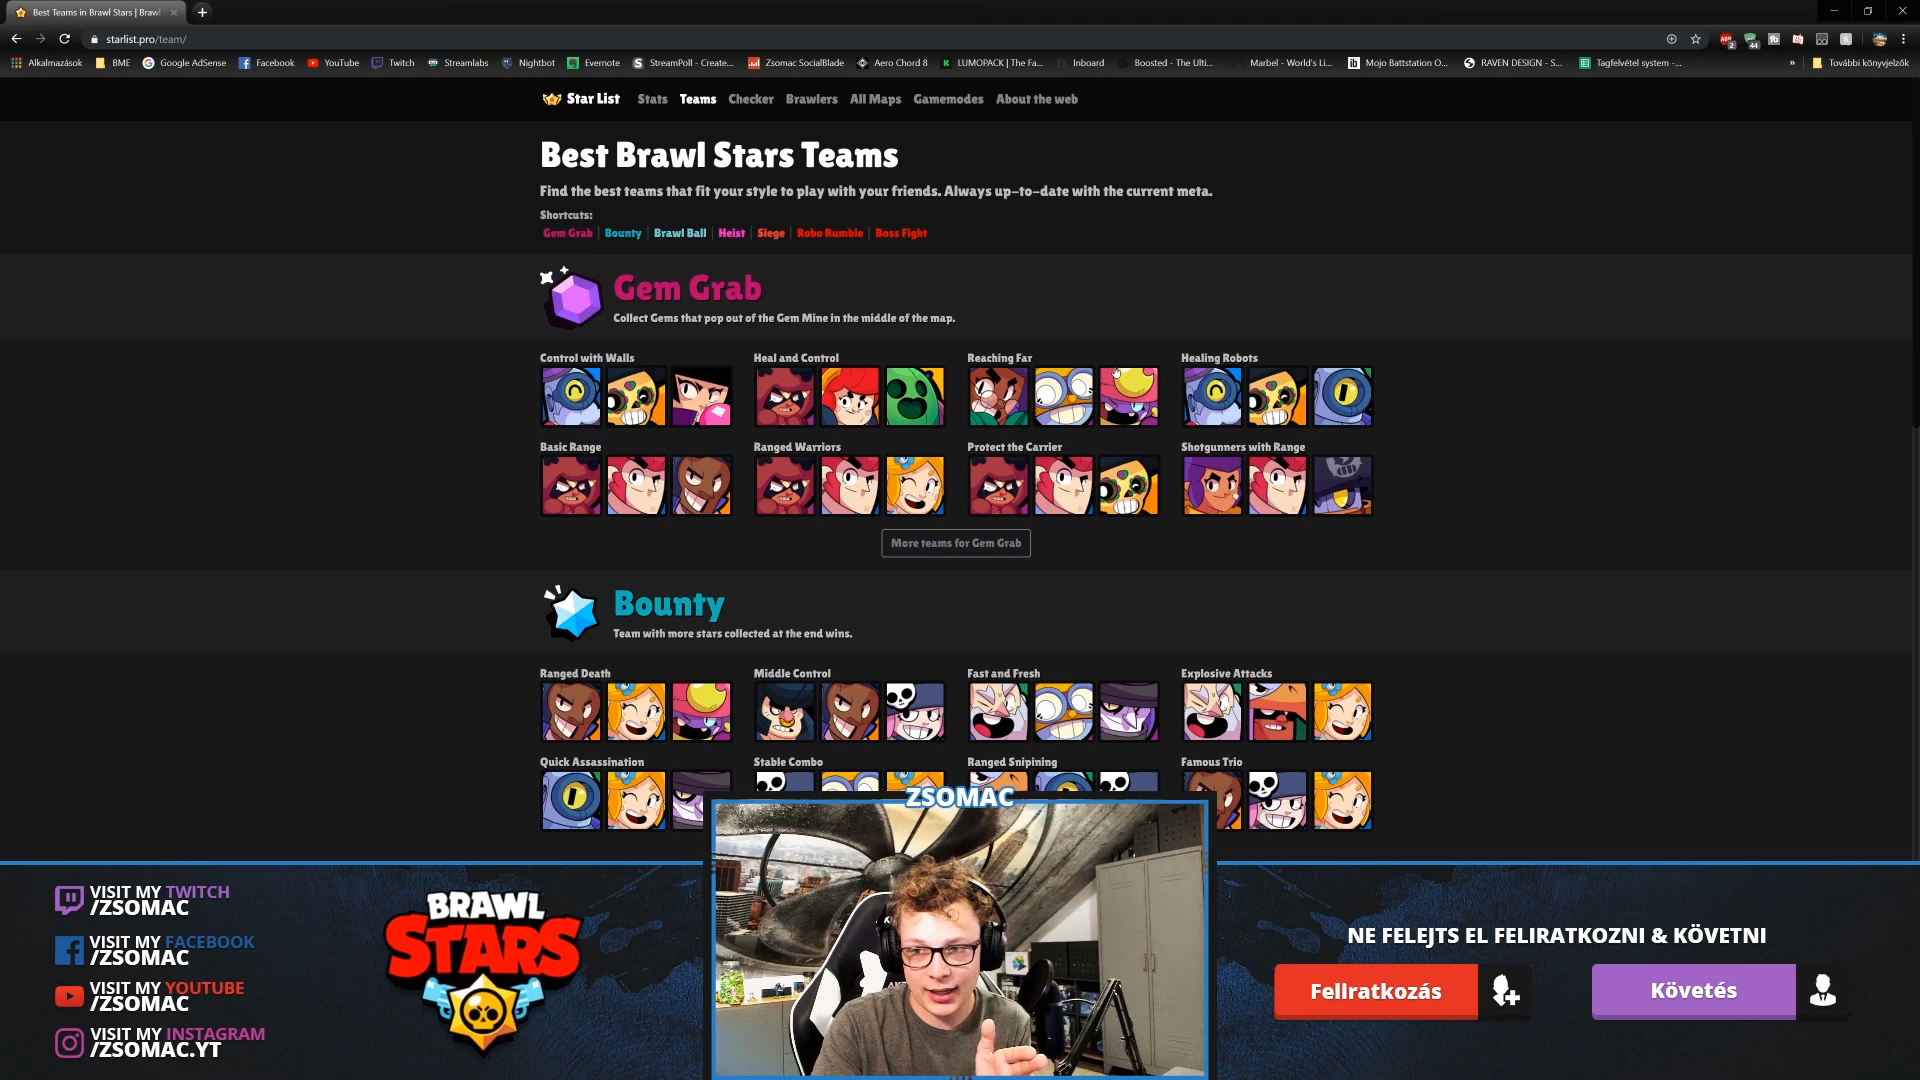 Best Teams in Brawl Stars | Brawl
starlist.pro/team/
2
44
Alkalmazások
BME
Google AdSense
Facebook
YouTube
Twitch
Streamlabs
Nightbot
Evernote
StreamPoll - Create...
Zsomac SocialBlade
Aero Chord 8
LUMOPACK | The Fa...
Inboard
Boosted - The Ulti...
Marbel - World's Li...
Mojo Battstation O...
RAVEN DESIGN - S...
Tagfelvétel system -...
»
További könyvjelzők
Star List
Stats
Teams
Checker
Brawlers
All Maps
Gamemodes
About the web
Best Brawl Stars Teams
Find the best teams that fit your style to play with your friends. Always up-to-date with the current meta.
Shortcuts:
Gem Grab | Bounty | Brawl Ball | Heist | Siege | Robo Rumble | Boss Fight
Gem Grab
Collect Gems that pop out of the Gem Mine in the middle of the map.
Control with Walls
Heal and Control
Reaching Far
Healing Robots
Basic Range
Ranged Warriors
Protect the Carrier
Shotgunners with Range
More teams for Gem Grab
Bounty
Team with more stars collected at the end wins.
Ranged Death
Middle Control
Fast and Fresh
Explosive Attacks
Quick Assassination
Stable Combo
Ranged Snipining
Famous Trio
ZSOMAC
VISIT MY TWITCH
/ZSOMAC
VISIT MY FACEBOOK
/ZSOMAC
VISIT MY YOUTUBE
/ZSOMAC
VISIT MY INSTAGRAM
/ZSOMAC.YT
BRAWL
STARS
NE FELEJTS EL FELIRATKOZNI & KÖVETNI
Feliratkozás
Követés